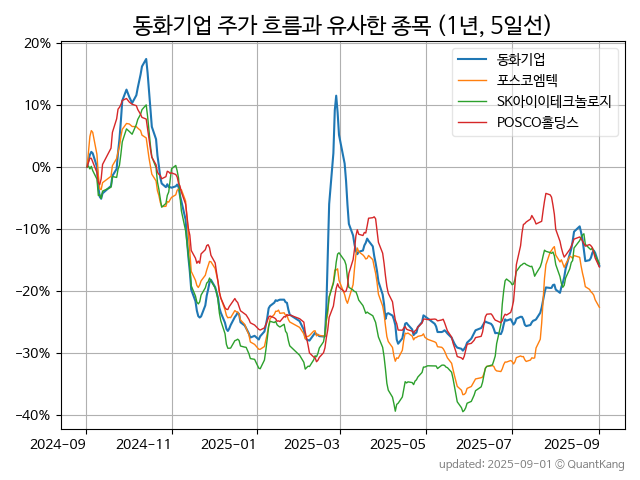 동화기업 주가 흐름과 유사한 종목 (1년, 5일선)
동화기업
포스코엠텍
SK아이이테크놀로지
POSCO홀딩스
20%
10%
0%
−10%
−20%
−30%
−40%
2024-09
2024-11
2025-01
2025-03
2025-05
2025-07
2025-09
updated: 2025-09-01 © QuantKang